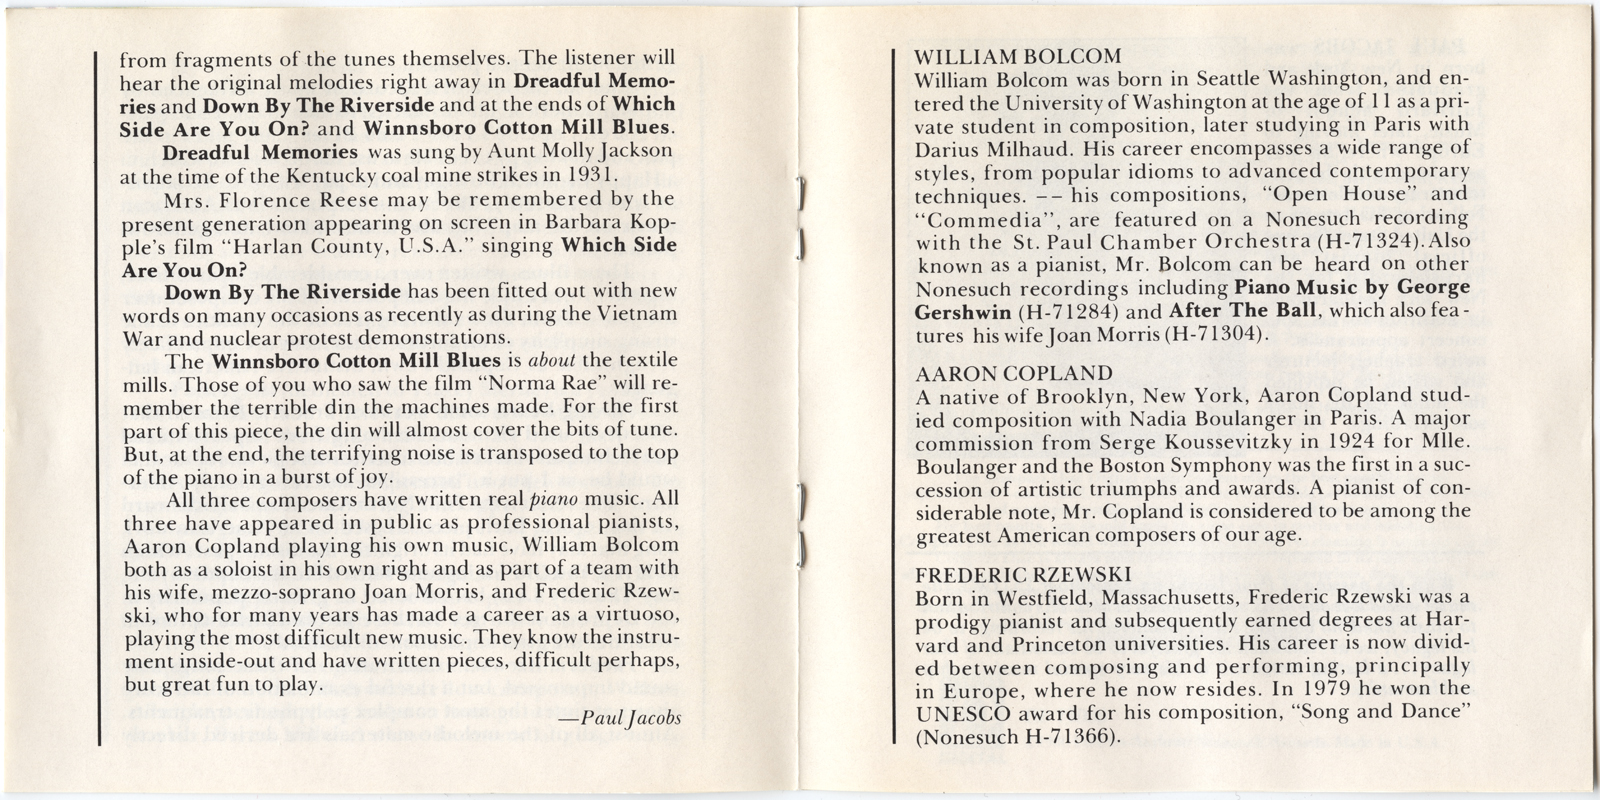 from fragments of the tunes themselves. The listener will
hear the original melodies right away in Dreadful Memo-
ries and Down By The Riverside and at the ends of Which
Side Are You On? and Winnsboro Cotton Mill Blues.
Dreadful Memories was sung by Aunt Molly Jackson
at the time of the Kentucky coal mine strikes in 1931.
Mrs. Florence Reese may be remembered by the
present generation appearing on screen in Barbara Kop-
ple's film “Harlan County, U.S.A.” singing Which Side
Are You On?
Down By The Riverside has been fitted out with new
words on many occasions as recently as during the Vietnam
War and nuclear protest demonstrations.
The Winnsboro Cotton Mill Blues is about the textile
mills. Those of you who saw the film “Norma Rae” will re-
member the terrible din the machines made. For the first
part of this piece, the din will almost cover the bits of tune.
But, at the end, the terrifying noise is transposed to the top
of the piano in a burst of joy.
All three composers have written real piano music. All
three have appeared in public as professional pianists,
Aaron Copland playing his own music, William Bolcom
both as a soloist in his own right and as part of a team with
his wife, mezzo-soprano Joan Morris, and Frederic Rzew-
ski, who for many years has made a career as a virtuoso,
playing the most difficult new music. They know the instru-
ment inside-out and have written pieces, difficult perhaps,
but great fun to play.
—Paul Jacobs
WILLIAM BOLCOM
William Bolcom was born in Seattle Washington, and en-
tered the University of Washington at the age of 11 as a pri-
vate student in composition, later studying in Paris with
Darius Milhaud. His career encompasses a wide range of
styles, from popular idioms to advanced contemporary
techniques. -- his compositions, “Open House” and
“Commedia”, are featured on a Nonesuch recording
with the St. Paul Chamber Orchestra (H-71324). Also
known as a pianist, Mr. Bolcom can be heard on other
Nonesuch recordings including Piano Music by George
Gershwin (H-71284) and After The Ball, which also fea-
tures his wife Joan Morris (H-71304).
AARON COPLAND
A native of Brooklyn, New York, Aaron Copland stud-
ied composition with Nadia Boulanger in Paris. A major
commission from Serge Koussevitzky in 1924 for Mlle.
Boulanger and the Boston Symphony was the first in a suc-
cession of artistic triumphs and awards. A pianist of con-
siderable note, Mr. Copland is considered to be among the
greatest American composers of our age.
FREDERIC RZEWSKI
Born in Westfield, Massachusetts, Frederic Rzewski was a
prodigy pianist and subsequently earned degrees at Har-
vard and Princeton universities. His career is now divid-
ed between composing and performing, principally
in Europe, where he now resides. In 1979 he won the
UNESCO award for his composition, “Song and Dance”
(Nonesuch H-71366).